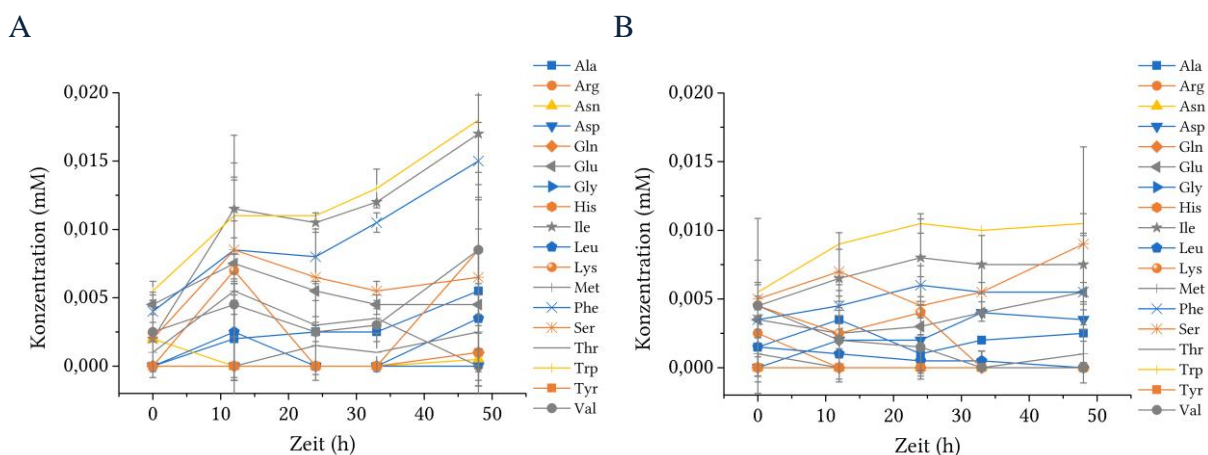 A
Konzentration (mM)
0,020
0,015
0,010
0,005
0,000
0
10
20
30
40
50
Zeit (h)
Ala
Arg
Asn
Asp
Gln
Glu
Gly
His
Ile
Leu
Lys
Met
Phe
Ser
Thr
Trp
Tyr
Val
B
Konzentration (mM)
0,020
0,015
0,010
0,005
0,000
0
10
20
30
40
50
Zeit (h)
Ala
Arg
Asn
Asp
Gln
Glu
Gly
His
Ile
Leu
Lys
Met
Phe
Ser
Thr
Trp
Tyr
Val